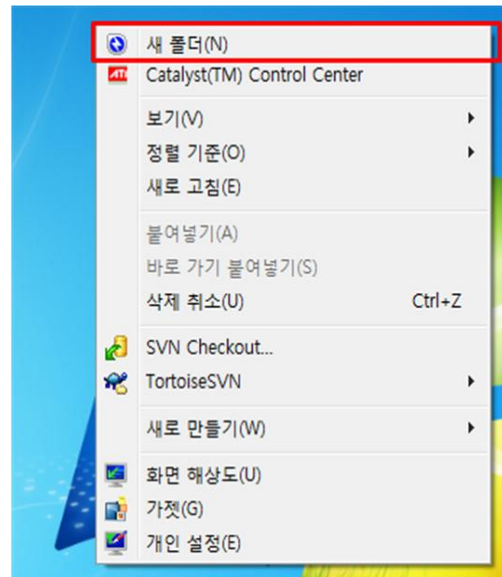 새 폴더(N)
ATI
Catalyst(TM) Control Center
보기(V)
정렬 기준(O)
새로 고침(E)
붙여넣기(A)
바로 가기 붙여넣기(S)
삭제 취소(U) Ctrl+Z
SVN Checkout...
TortoiseSVN
새로 만들기(W)
화면 해상도(U)
가젯(G)
개인 설정(E)